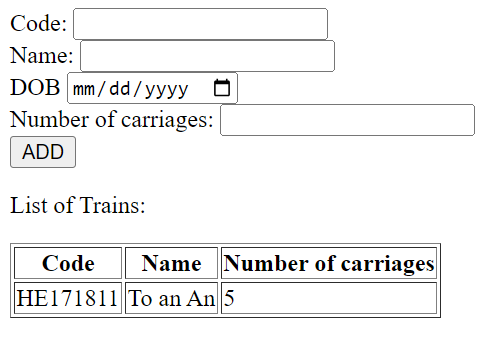 Code:
Name:
DOB mm/dd/yyyy
Number of carriages:
ADD
List of Trains:
Code Name Number of carriages
HE171811 To an An 5